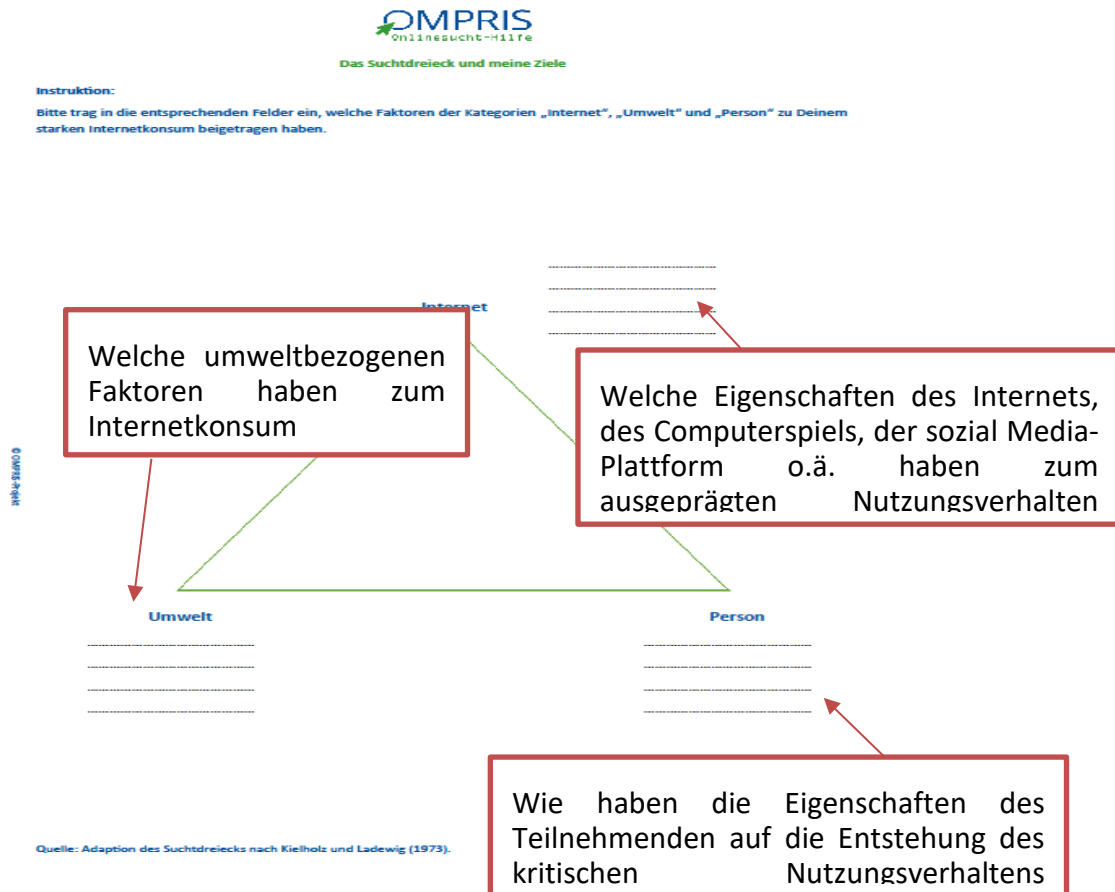 OMPRIS
Onlinesucht-Hilfe
Das Suchtdreieck und meine Ziele
Instruktion:
Bitte trag in die entsprechenden Felder ein, welche Faktoren der Kategorien „Internet“, „Umwelt“ und „Person“ zu Deinem
starken Internetkonsum beigetragen haben.
Internet
Welche umweltbezogenen
Faktoren haben zum
Internetkonsum
Welche Eigenschaften des Internets,
des Computerspiels, der sozial Media-
Plattform o.ä. haben zum
ausgeprägten Nutzungsverhalten
©OMPRIS-Projekt
Umwelt
Person
Wie haben die Eigenschaften des
Teilnehmenden auf die Entstehung des
kritischen Nutzungsverhaltens
Quelle: Adaption des Suchtdreiecks nach Kielholz und Ladewig (1973).